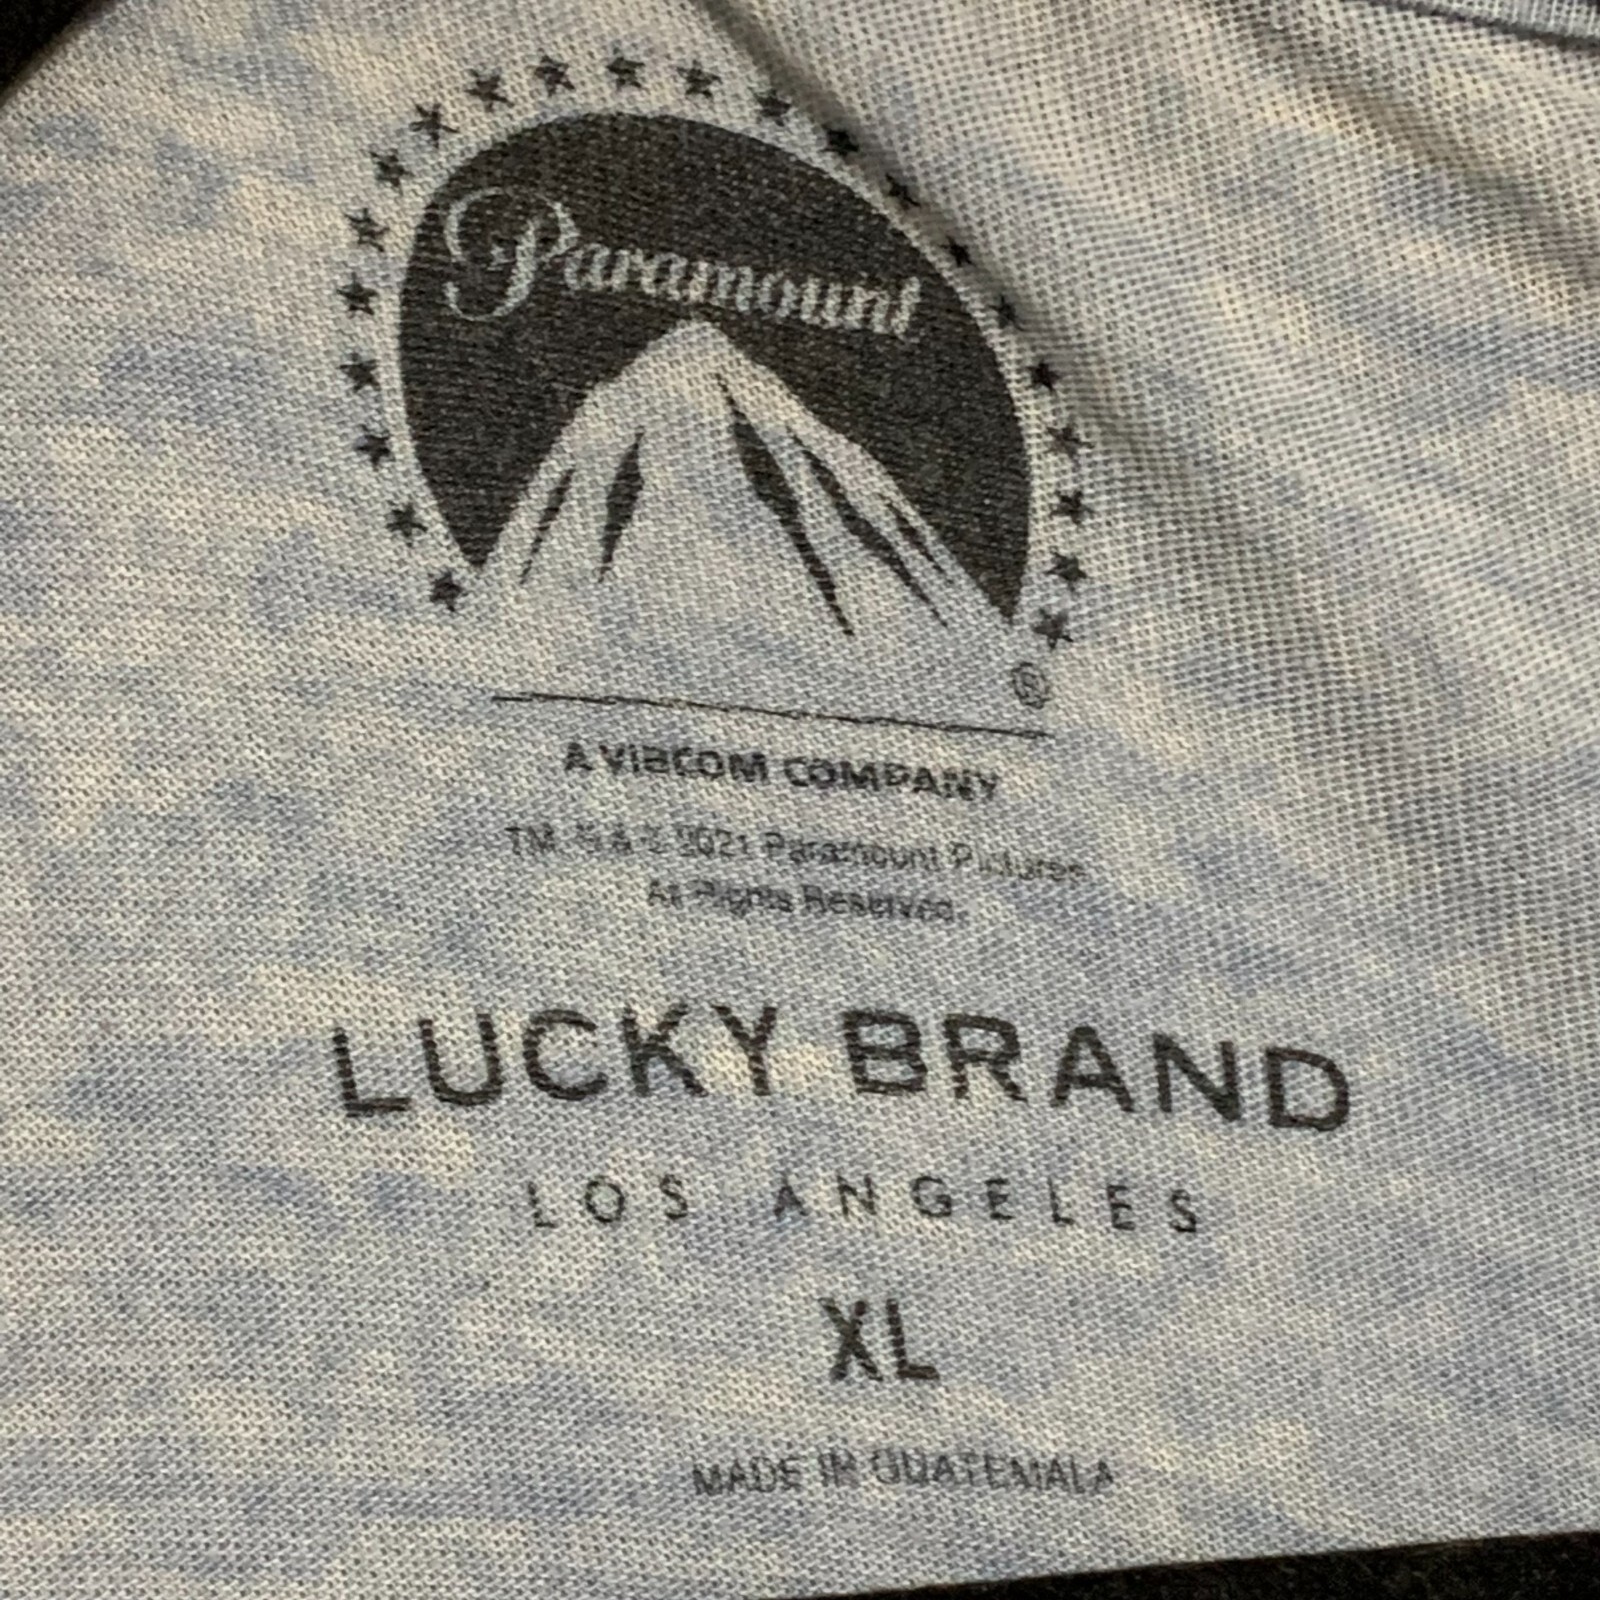 Paramount
®
A VIACOM COMPANY
TM, ® & © 2021 Paramount Pictures.
All Rights Reserved.
LUCKY BRAND
LOS ANGELES
XL
MADE IN GUATEMALA